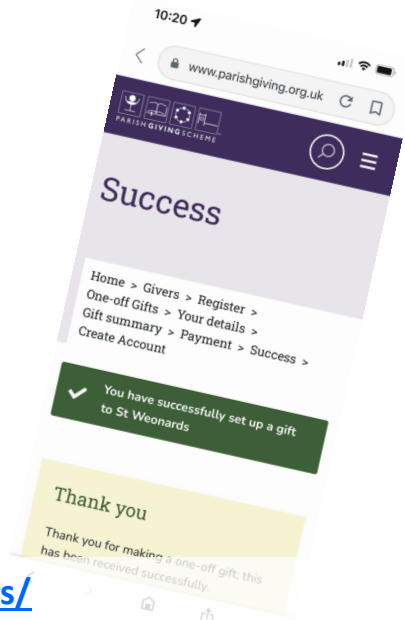 10:20
www.parishgiving.org.uk
PARISH GIVING SCHEME
Success
Home > Givers > Register >
One-off Gifts > Your details >
Gift summary > Payment > Success >
Create Account
You have successfully set up a gift
to St Weonards
Thank you
Thank you for making a one-off gift; this
has been received successfully.
s/